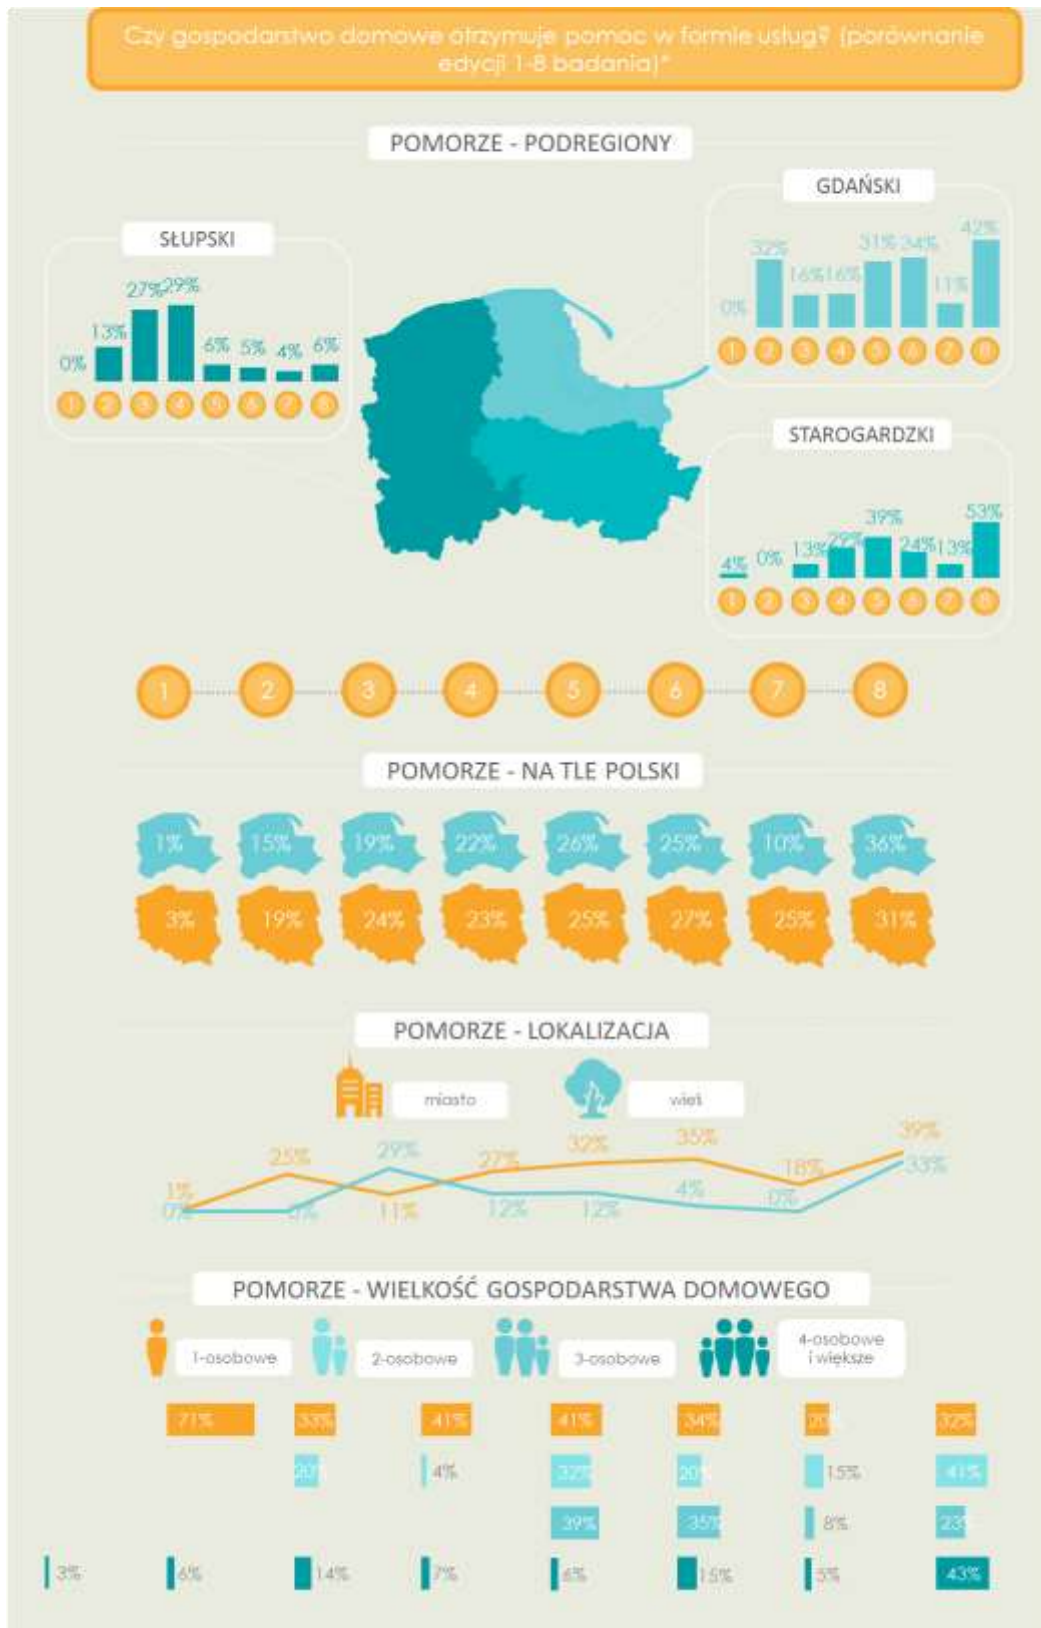 Czy gospodarstwo domowe otrzymuje pomoc w formie usług? (porównanie
edycji 1-8 badania)*
POMORZE - PODREGIONY
GDAŃSKI
0% 32% 16% 16% 31% 34% 11% 42%
1 2 3 4 5 6 7 8
SŁUPSKI
0% 13% 27% 29% 6% 5% 4% 6%
1 2 3 4 5 6 7 8
STAROGARDZKI
4% 0% 13% 29% 39% 24% 13% 53%
1 2 3 4 5 6 7 8
1 2 3 4 5 6 7 8
POMORZE - NA TLE POLSKI
1% 15% 19% 22% 26% 25% 10% 36%
3% 19% 24% 23% 25% 27% 25% 31%
POMORZE - LOKALIZACJA
miasto wieś
1% 25% 11% 27% 32% 35% 18% 39%
0% 0% 29% 12% 12% 4% 0% 33%
POMORZE - WIELKOŚĆ GOSPODARSTWA DOMOWEGO
1-osobowe 2-osobowe 3-osobowe 4-osobowe
i większe
71% 33% 41% 41% 34% 20% 32%
20% 4% 32% 20% 15% 41%
39% 35% 8% 23%
3% 6% 14% 7% 6% 15% 5% 43%